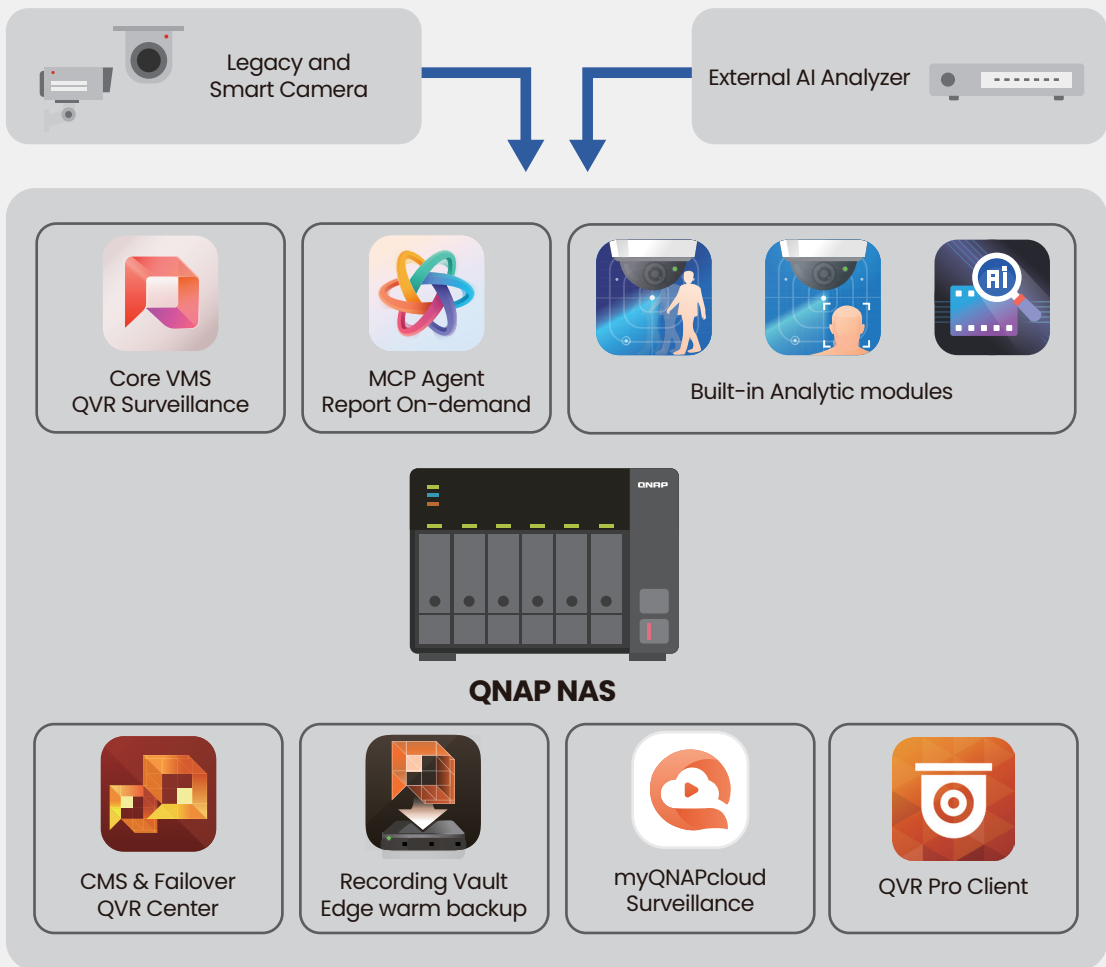 Legacy and
Smart Camera
External AI Analyzer
Ai
Core VMS
QVR Surveillance
MCP Agent
Report On-demand
Built-in Analytic modules
QNAP
QNAP NAS
CMS & Failover
QVR Center
Recording Vault
Edge warm backup
myQNAPcloud
Surveillance
QVR Pro Client